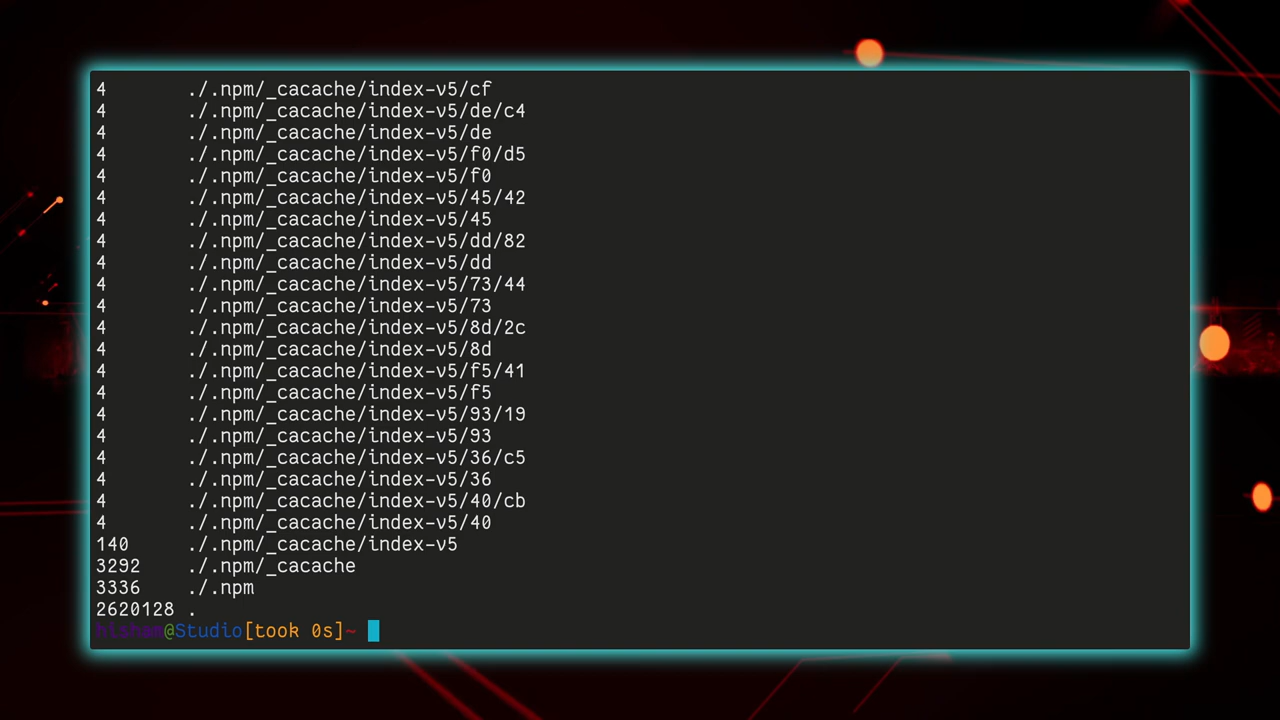 4 ./.npm/_cacache/index-v5/cf
4 ./.npm/_cacache/index-v5/de/c4
4 ./.npm/_cacache/index-v5/de
4 ./.npm/_cacache/index-v5/f0/d5
4 ./.npm/_cacache/index-v5/f0
4 ./.npm/_cacache/index-v5/45/42
4 ./.npm/_cacache/index-v5/45
4 ./.npm/_cacache/index-v5/dd/82
4 ./.npm/_cacache/index-v5/dd
4 ./.npm/_cacache/index-v5/73/44
4 ./.npm/_cacache/index-v5/73
4 ./.npm/_cacache/index-v5/8d/2c
4 ./.npm/_cacache/index-v5/8d
4 ./.npm/_cacache/index-v5/f5/41
4 ./.npm/_cacache/index-v5/f5
4 ./.npm/_cacache/index-v5/93/19
4 ./.npm/_cacache/index-v5/93
4 ./.npm/_cacache/index-v5/36/c5
4 ./.npm/_cacache/index-v5/36
4 ./.npm/_cacache/index-v5/40/cb
4 ./.npm/_cacache/index-v5/40
140 ./.npm/_cacache/index-v5
3292 ./.npm/_cacache
3336 ./.npm
2620128 .
hisham@Studio[took 0s]~